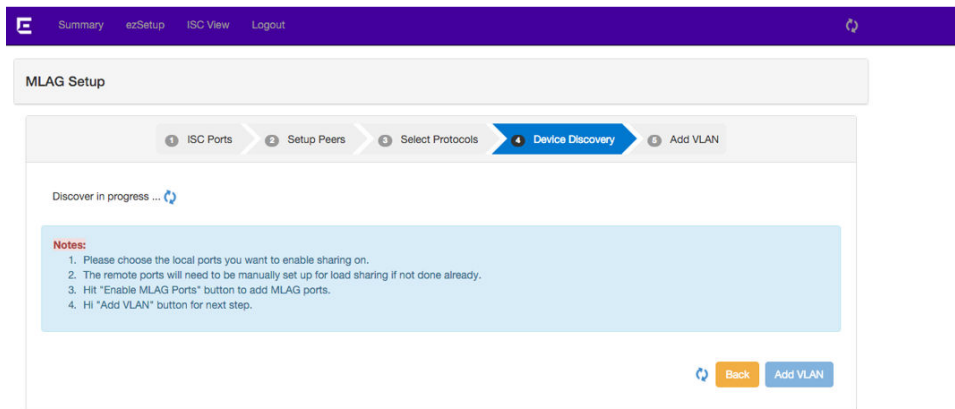 E Summary ezSetup ISC View Logout
MLAG Setup
1 ISC Ports 2 Setup Peers 3 Select Protocols 4 Device Discovery 5 Add VLAN
Discover in progress ...
Notes:
1. Please choose the local ports you want to enable sharing on.
2. The remote ports will need to be manually set up for load sharing if not done already.
3. Hit "Enable MLAG Ports" button to add MLAG ports.
4. Hi "Add VLAN" button for next step.
Back Add VLAN